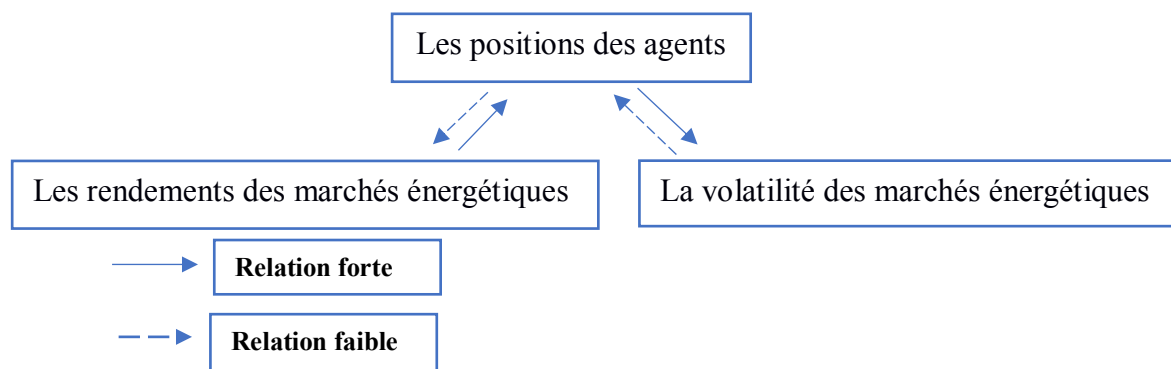 Les positions des agents
Les rendements des marchés énergétiques
La volatilité des marchés énergétiques
Relation forte
Relation faible